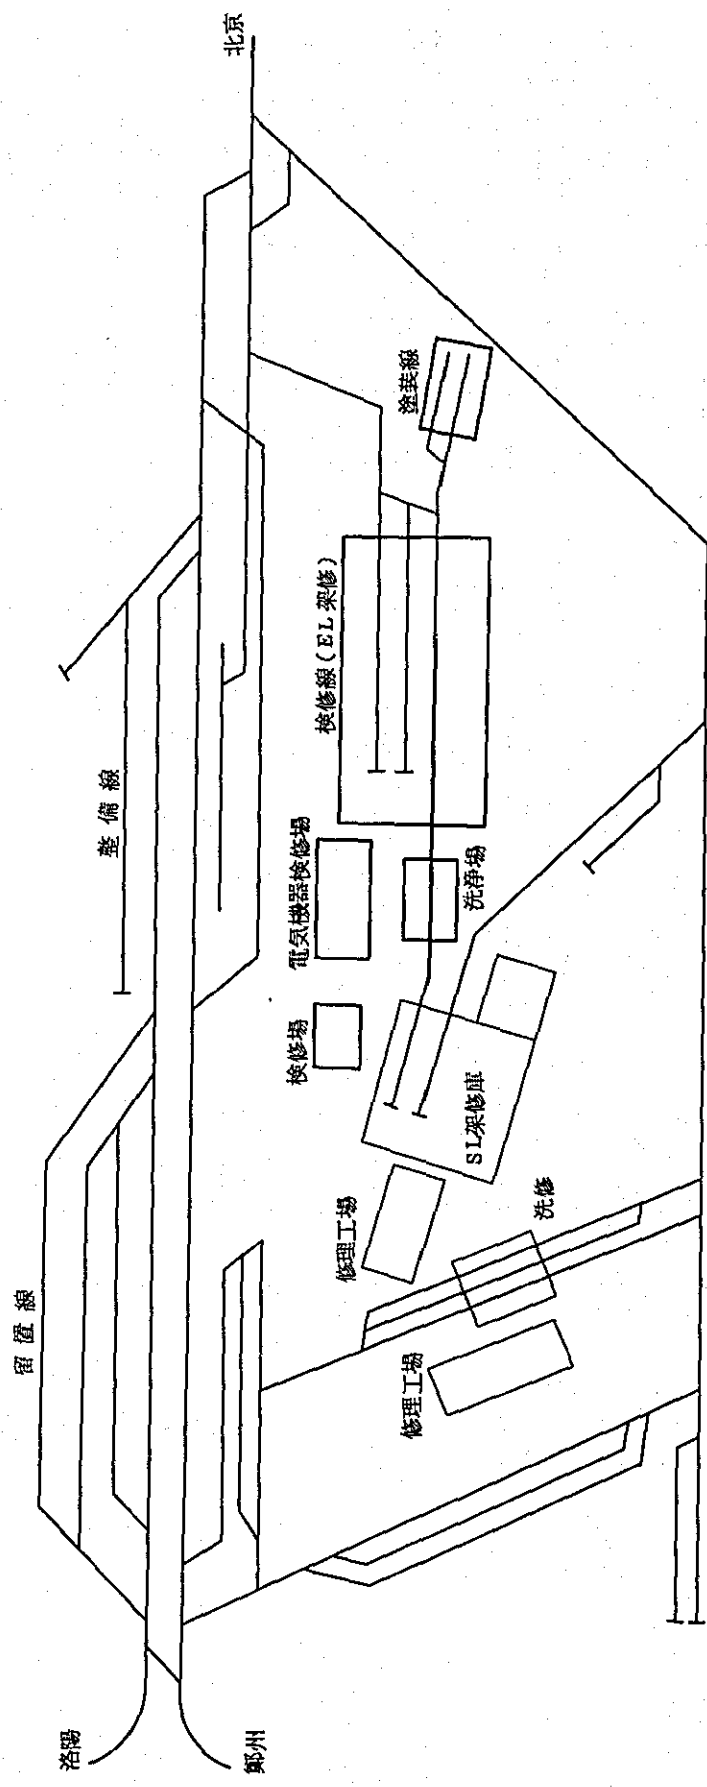 北京
塗装線
検修線(EL架修)
整備線
電気機器検修場
洗浄場
検修場
SL架修庫
修理工場
洗修
留置線
修理工場
洛陽
鄭州